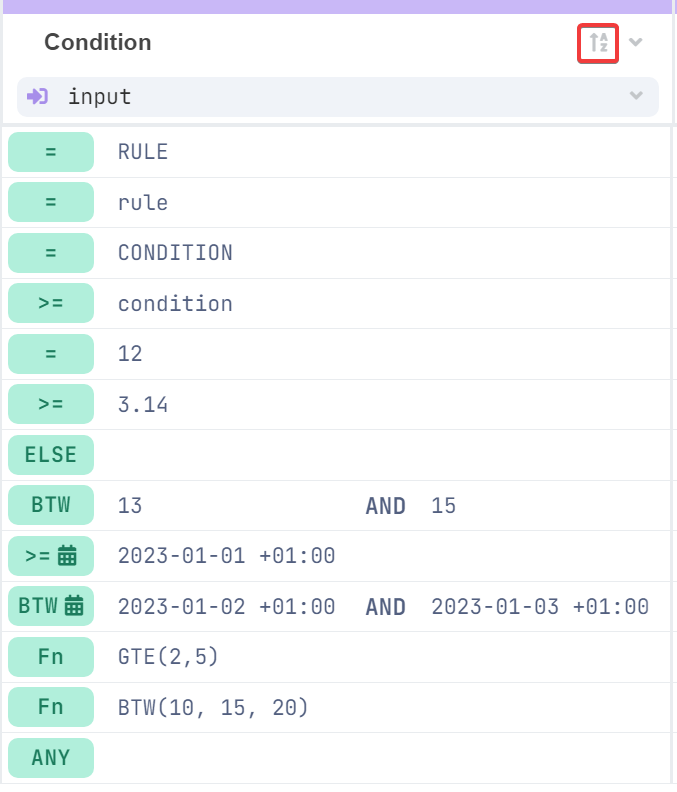 Condition AZ
input
= RULE
= rule
= CONDITION
>= condition
= 12
>= 3.14
ELSE
BTW 13 AND 15
>= 2023-01-01 +01:00
BTW 2023-01-02 +01:00 AND 2023-01-03 +01:00
Fn GTE(2,5)
Fn BTW(10, 15, 20)
ANY